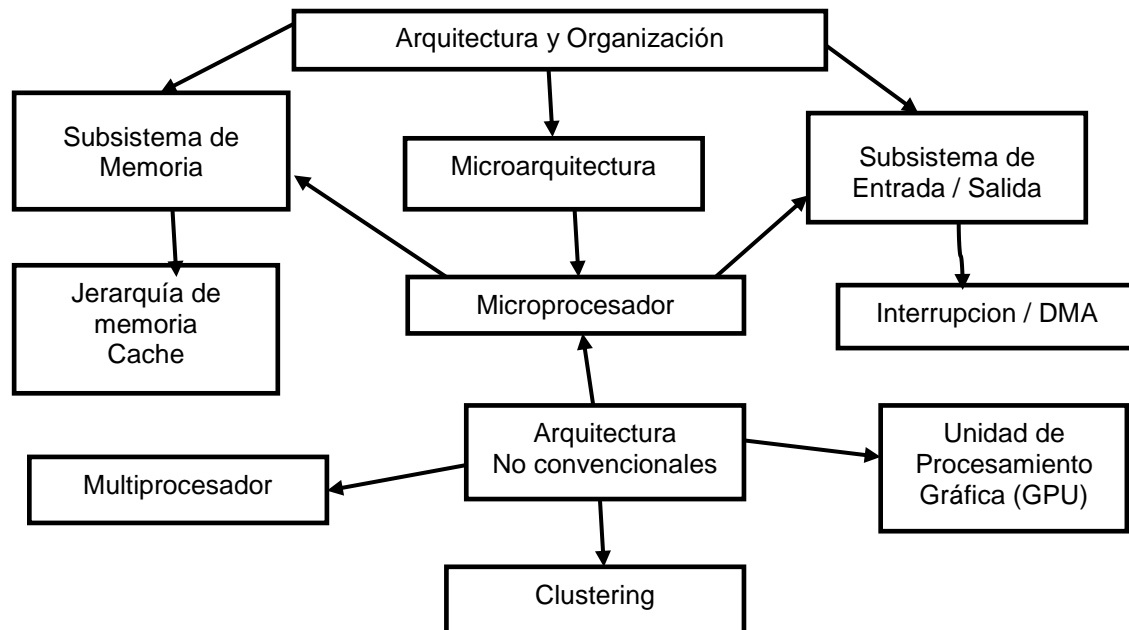 Arquitectura y Organización
Subsistema de
Memoria
Microarquitectura
Subsistema de
Entrada / Salida
Jerarquía de
memoria
Cache
Microprocesador
Interrupcion / DMA
Arquitectura
No convencionales
Unidad de
Procesamiento
Gráfica (GPU)
Multiprocesador
Clustering